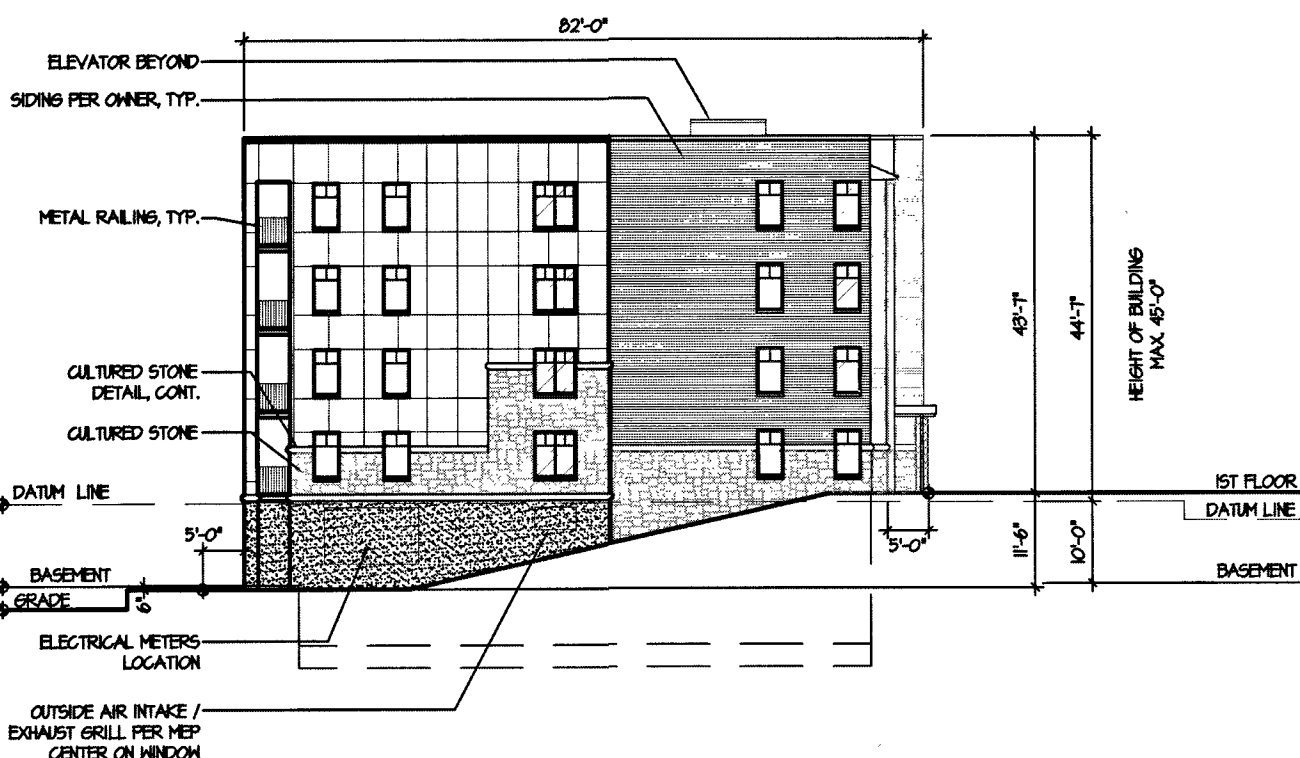 82'-0"
ELEVATOR BEYOND
SIDING PER OWNER, TYP.
METAL RAILING, TYP.
CULTURED STONE
DETAIL, CONT.
CULTURED STONE
DATUM LINE
5'-0"
BASEMENT
GRADE
6"
ELECTRICAL METERS
LOCATION
OUTSIDE AIR INTAKE /
EXHAUST GRILL PER MEP
CENTER ON WINDOW
43'-7"
44'-7"
HEIGHT OF BUILDING
MAX. 45'-0"
1ST FLOOR
DATUM LINE
5'-0"
11'-6"
10'-0"
BASEMENT